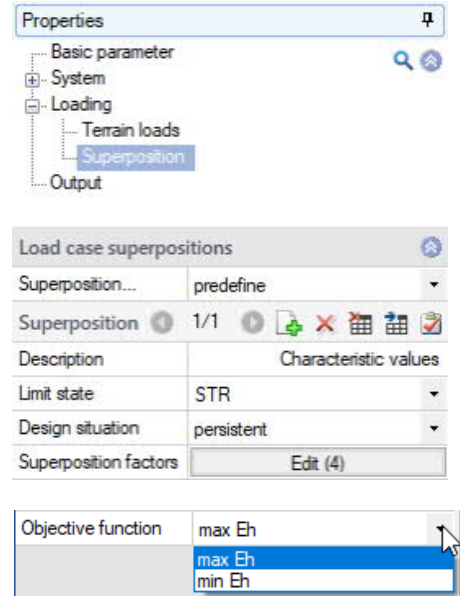 Properties
Basic parameter
System
Loading
Terrain loads
Superposition
Output
Load case superpositions
Superposition... predefine
Superposition 1/1
Description Characteristic values
Limit state STR
Design situation persistent
Superposition factors Edit (4)
Objective function max Eh
max Eh
min Eh